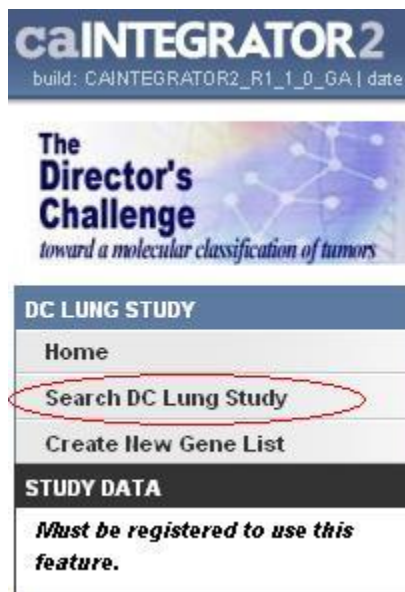 caINTEGRATOR2
build: CAINTEGRATOR2_R1_1_0_GA | date
The
Director's
Challenge
toward a molecular classification of tumors
DC LUNG STUDY
Home
Search DC Lung Study
Create New Gene List
STUDY DATA
Must be registered to use this
feature.